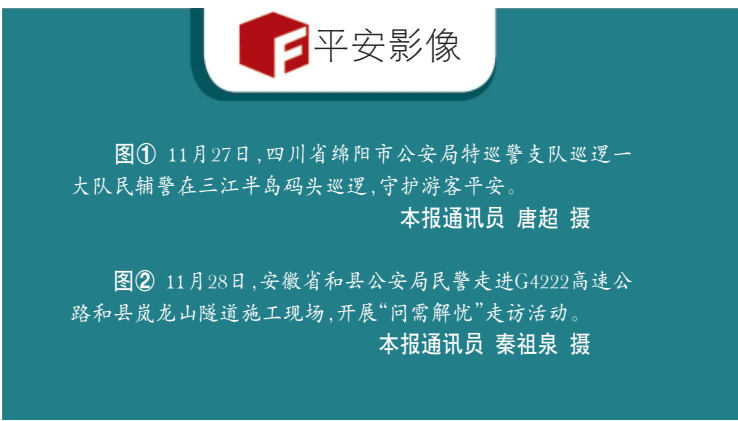 平安影像
图① 11月27日,四川省绵阳市公安局特巡警支队巡逻一
大队民辅警在三江半岛码头巡逻,守护游客平安。
本报通讯员 唐超 摄
图② 11月28日,安徽省和县公安局民警走进G4222高速公
路和县岚龙山隧道施工现场,开展“问需解忧”走访活动。
本报通讯员 秦祖泉 摄